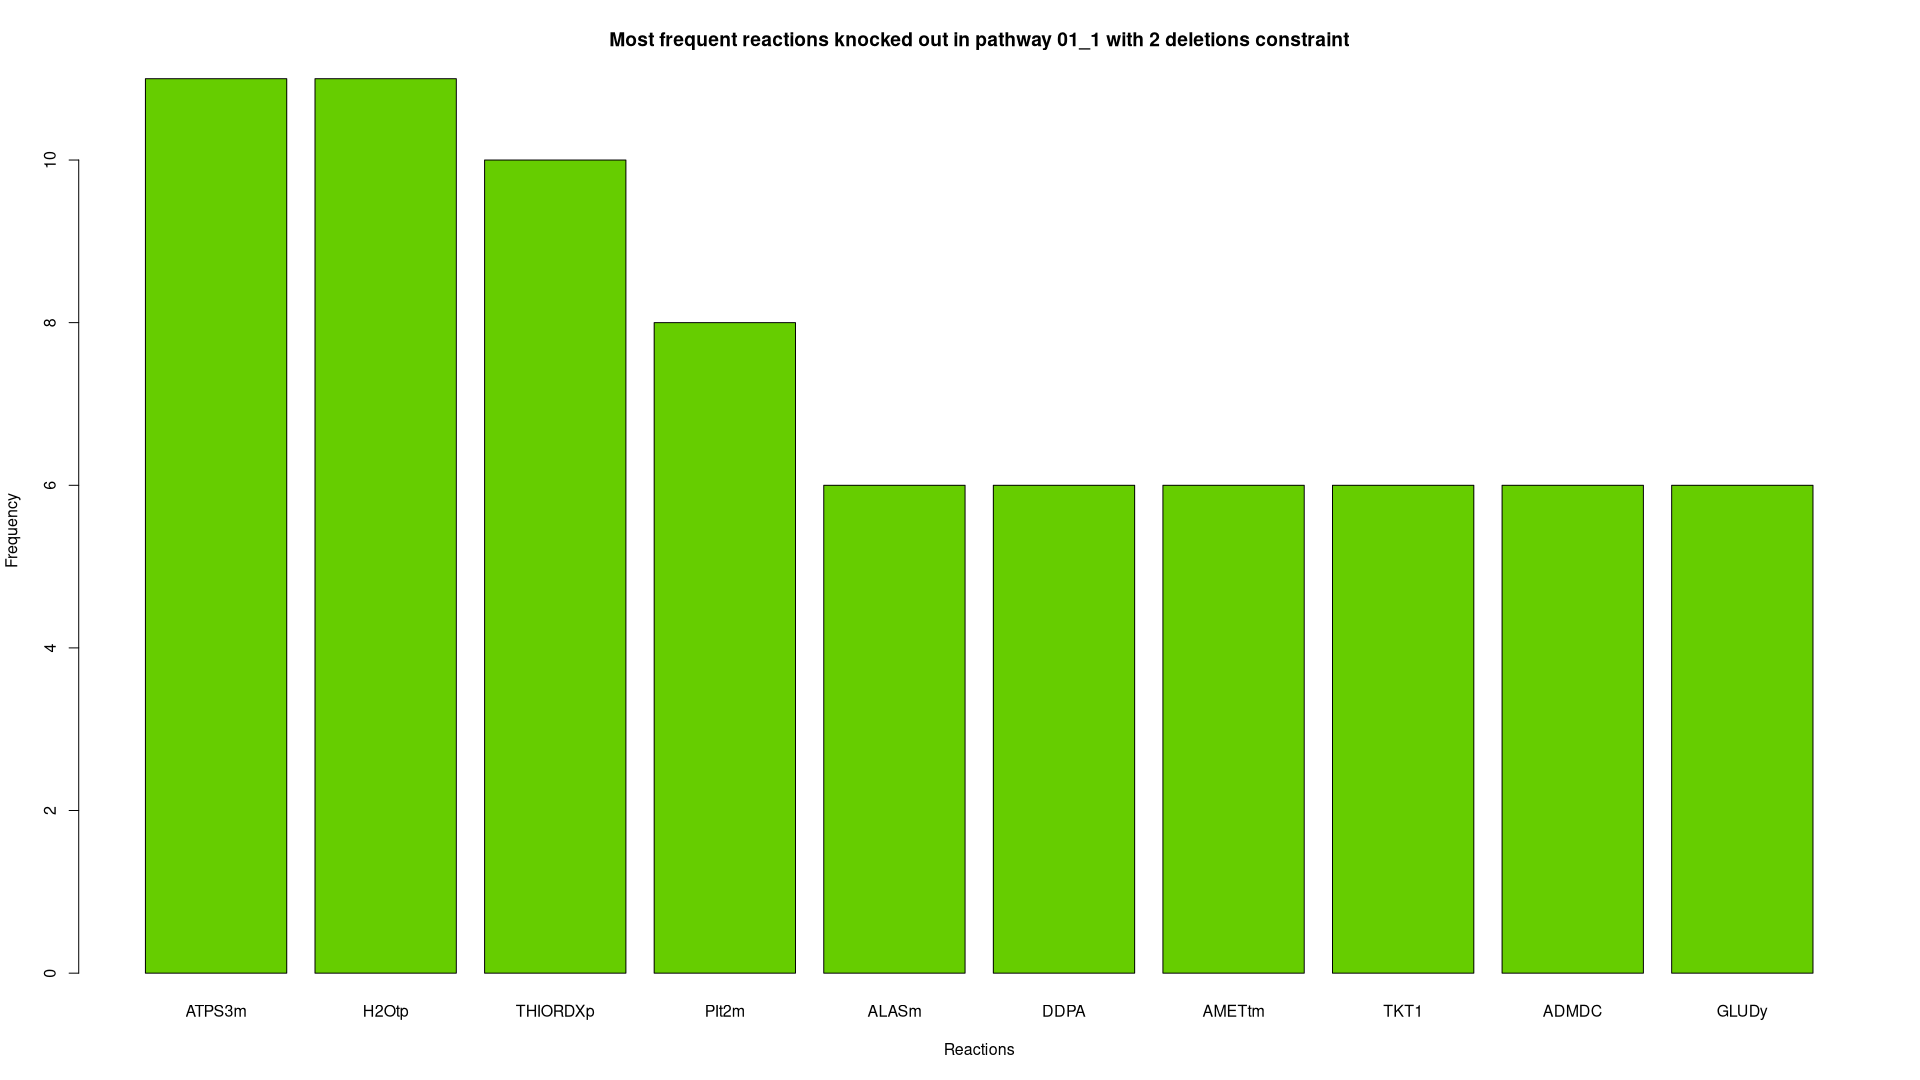 Most frequent reactions knocked out in pathway 01_1 with 2 deletions constraint
10
8
6
4
2
0
Frequency
ATPS3m H2Otp THIORDXp PIt2m ALASm DDPA AMETtm TKT1 ADMDC GLUDy
Reactions